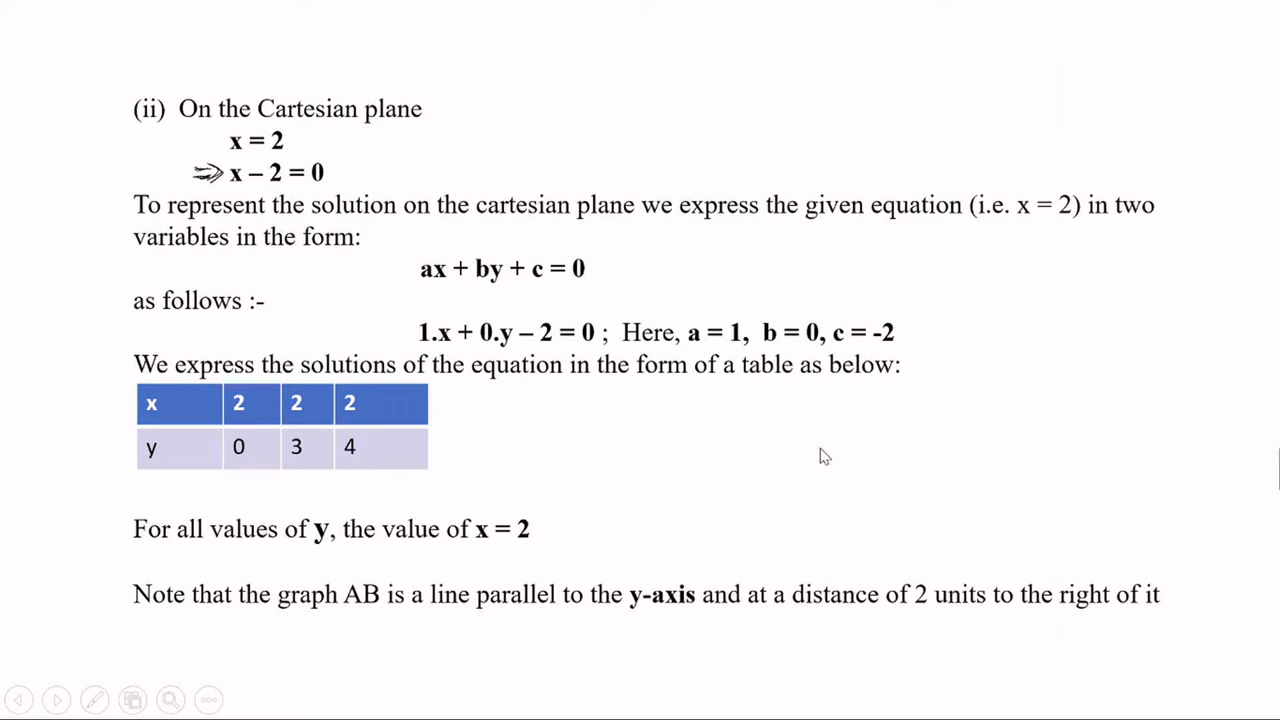 (ii) On the Cartesian plane
x = 2
⇒ x – 2 = 0
To represent the solution on the cartesian plane we express the given equation (i.e. x = 2) in two
variables in the form:
ax + by + c = 0
as follows :-
1.x + 0.y – 2 = 0 ; Here, a = 1, b = 0, c = -2
We express the solutions of the equation in the form of a table as below:
x 2 2 2
y 0 3 4
For all values of y, the value of x = 2
Note that the graph AB is a line parallel to the y-axis and at a distance of 2 units to the right of it